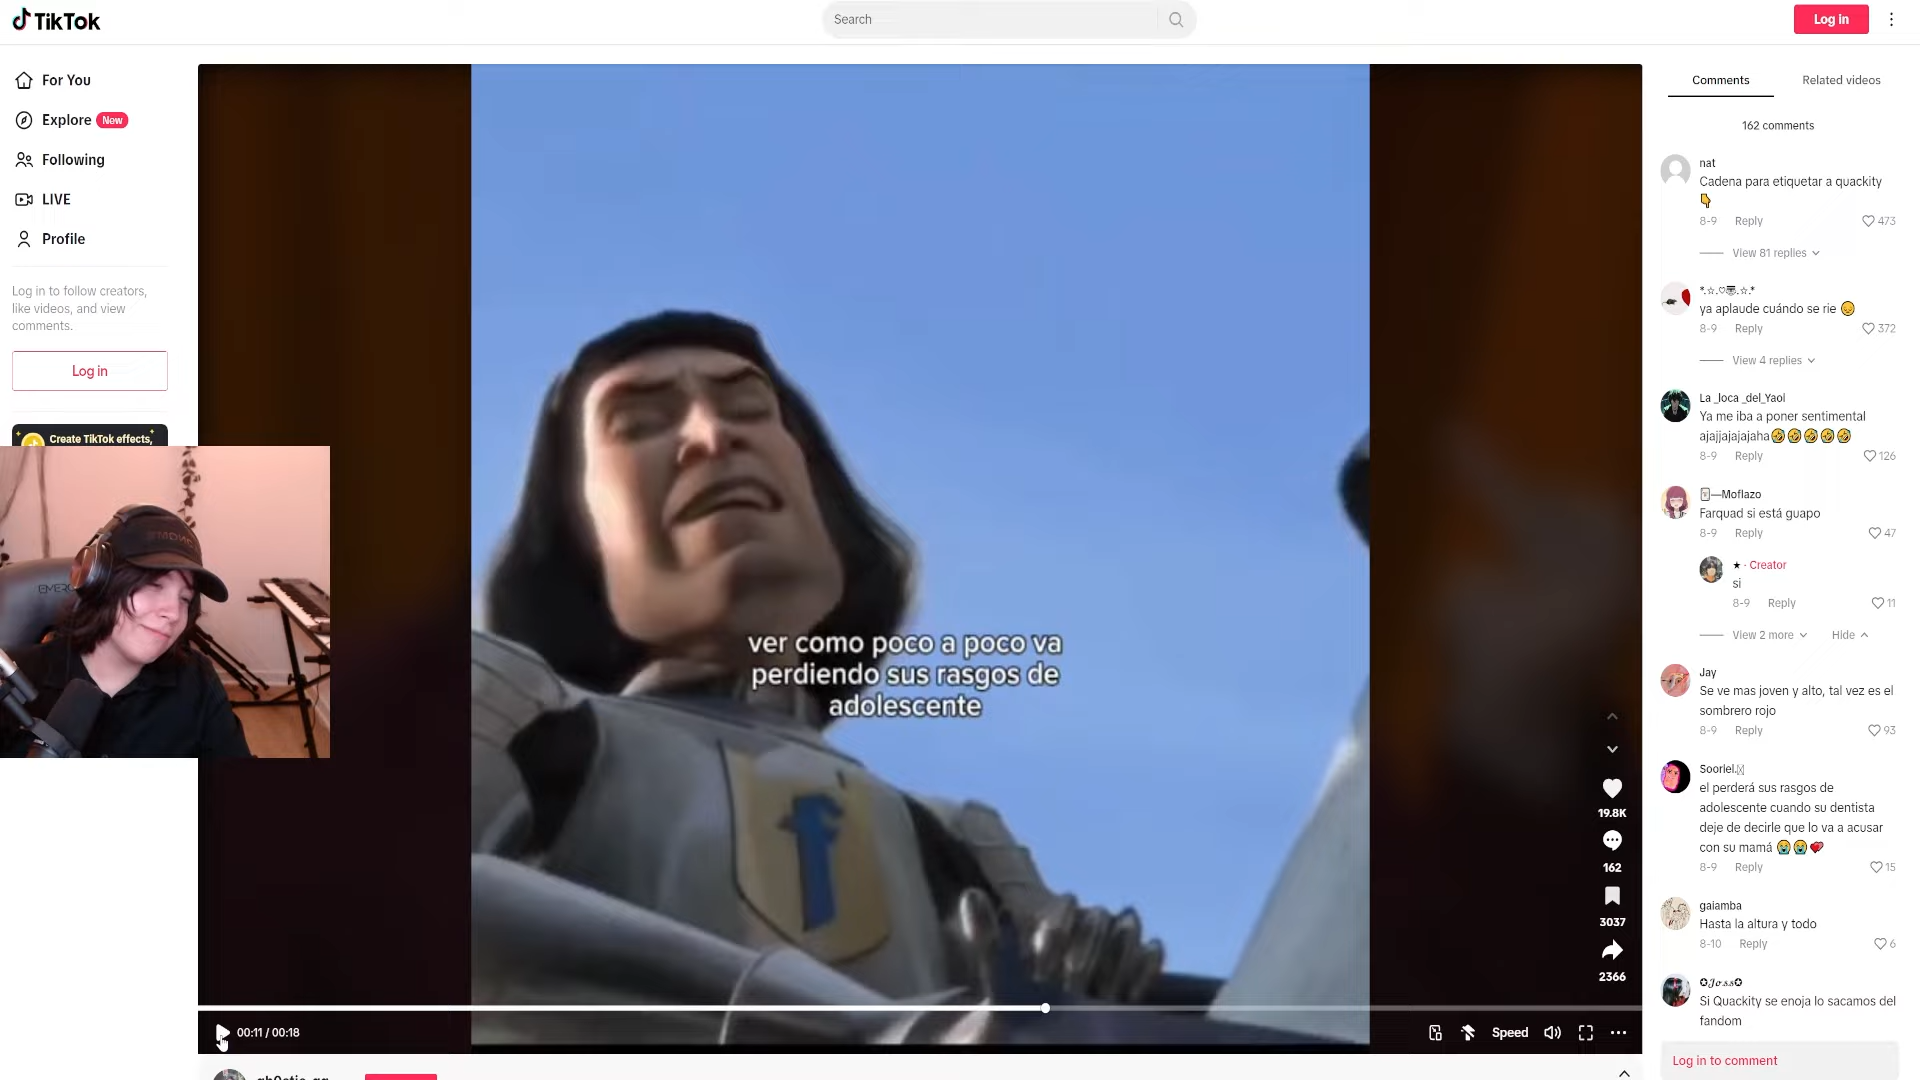 TikTok
Search
Log in
For You
Explore New
Following
LIVE
Profile
Log in to follow creators,
like videos, and view
comments.
Log in
Create TikTok effects,
ver como poco a poco va
perdiendo sus rasgos de
adolescente
f
19.8K
162
3037
2366
00:11 / 00:18
Speed
Comments
Related videos
162 comments
nat
Cadena para etiquetar a quackity
👇
8-9 Reply 473
View 81 replies
ya aplaude cuándo se rie 😔
8-9 Reply 372
View 4 replies
La _loca _del_Yaol
Ya me iba a poner sentimental
ajajjajajajaha🤣🤣🤣🤣🤣
8-9 Reply 126
—Moflazo
Farquad si está guapo
8-9 Reply 47
★ · Creator
si
8-9 Reply 11
View 2 more Hide
Jay
Se ve mas joven y alto, tal vez es el
sombrero rojo
8-9 Reply 93
Sooriel.
el perderá sus rasgos de
adolescente cuando su dentista
deje de decirle que lo va a acusar
con su mamá 😭😭❤️
8-9 Reply 15
gaiamba
Hasta la altura y todo
8-10 Reply 6
✪𝒥𝑜𝓈𝓈✪
Si Quackity se enoja lo sacamos del
fandom
Log in to comment